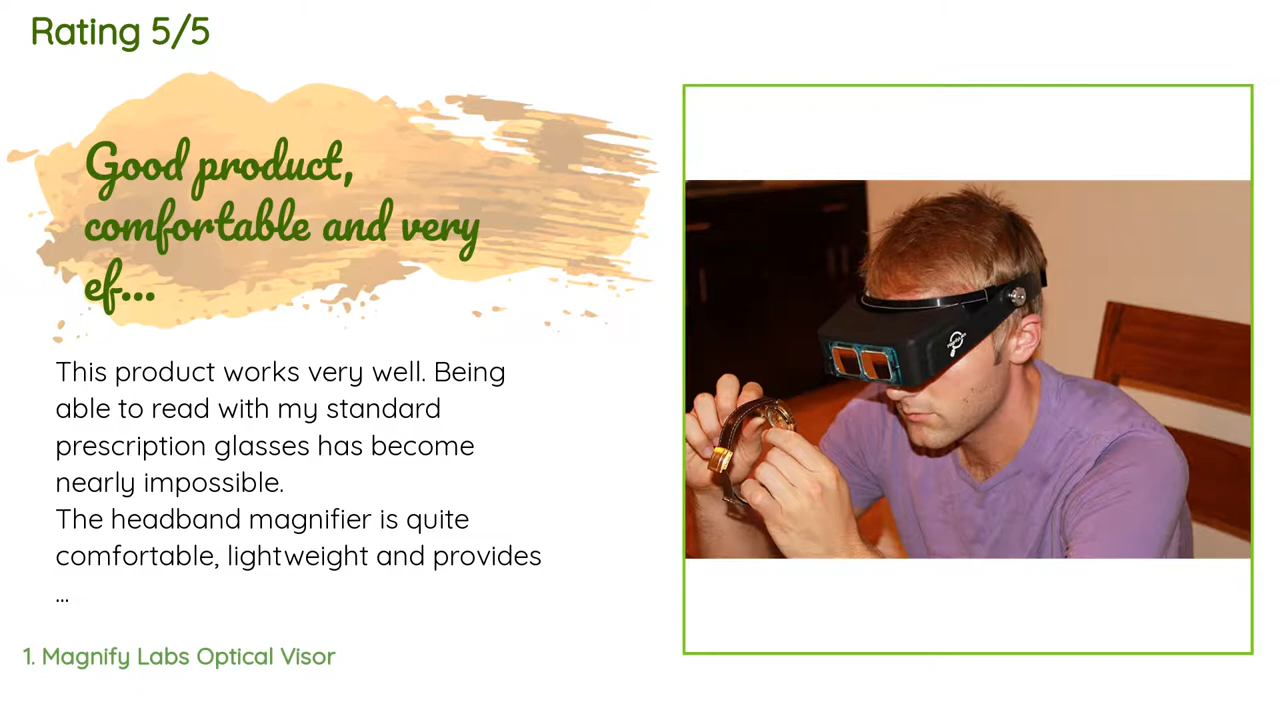 Rating 5/5
Good product,
comfortable and very
ef...
This product works very well. Being
able to read with my standard
prescription glasses has become
nearly impossible.
The headband magnifier is quite
comfortable, lightweight and provides
...
1. Magnify Labs Optical Visor